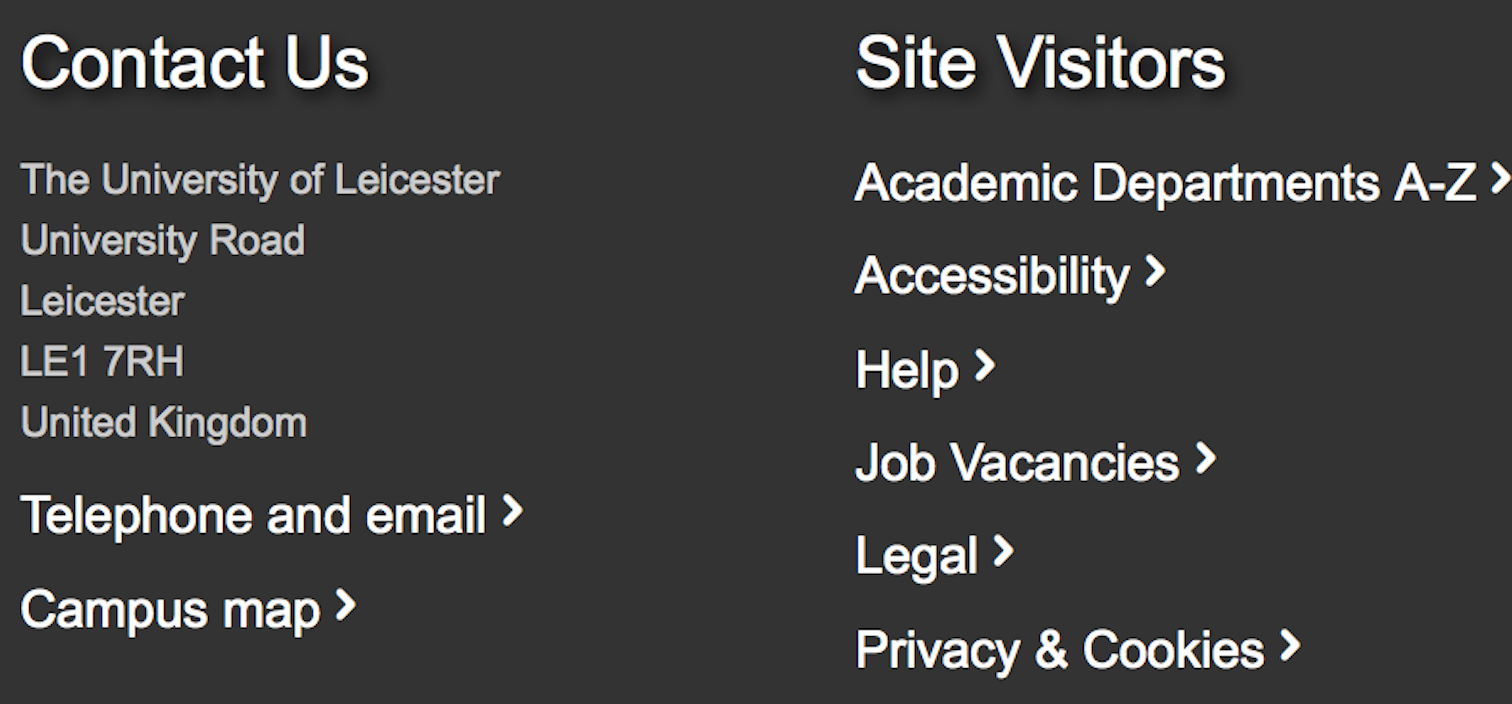 Contact Us
The University of Leicester
University Road
Leicester
LE1 7RH
United Kingdom
Telephone and email
Campus map
Site Visitors
Academic Departments A-Z
Accessibility
Help
Job Vacancies
Legal
Privacy & Cookies